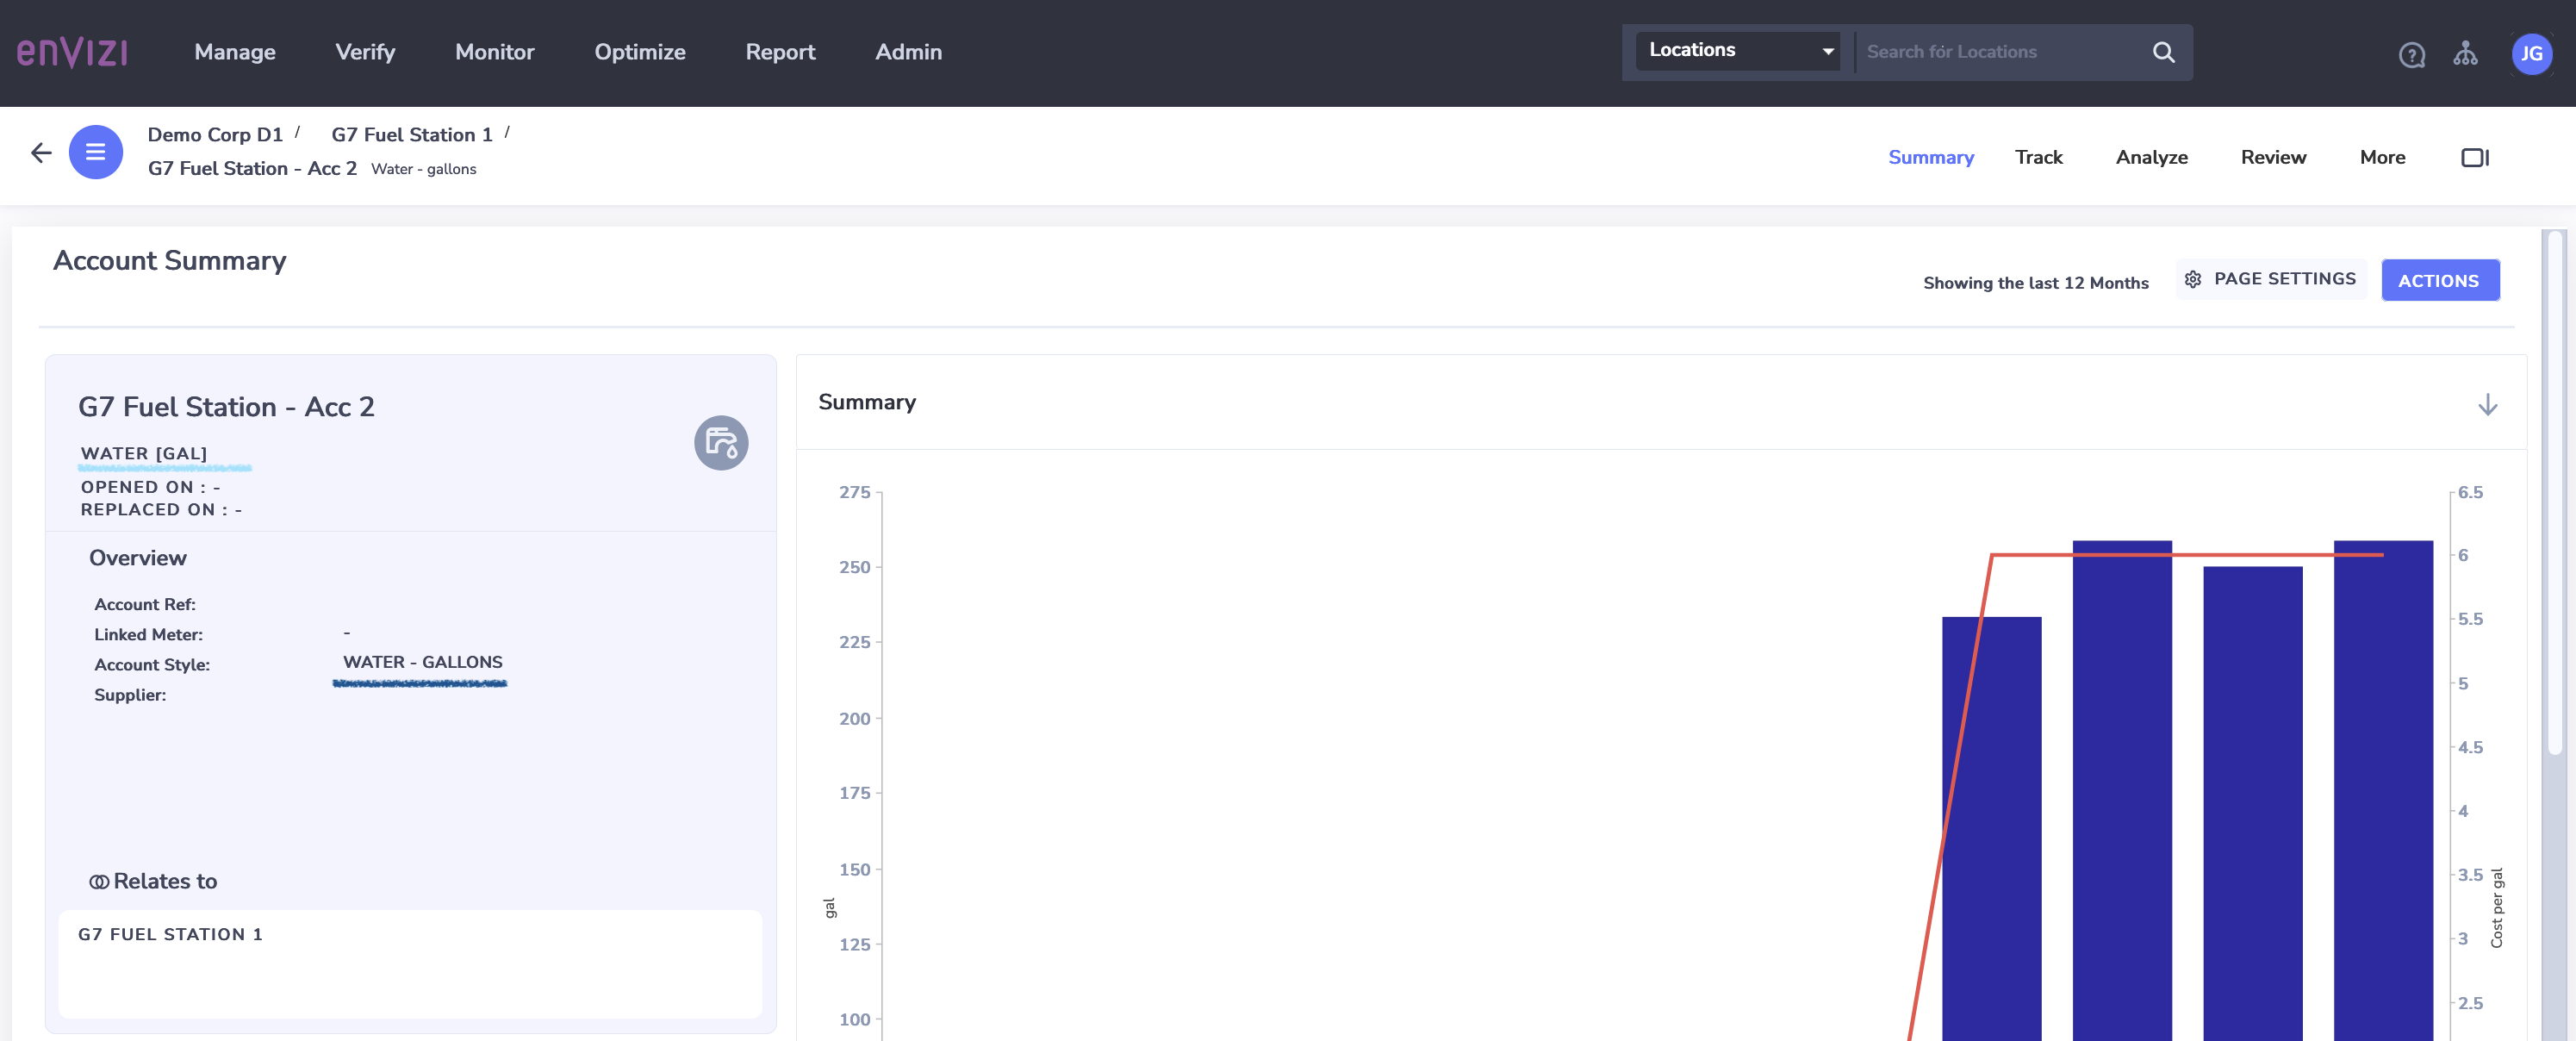 enVizi Manage Verify Monitor Optimize Report Admin Locations Search for Locations ? JG
Demo Corp D1 / G7 Fuel Station 1 /
G7 Fuel Station - Acc 2 Water - gallons
Summary Track Analyze Review More
Account Summary
Showing the last 12 Months PAGE SETTINGS ACTIONS
G7 Fuel Station - Acc 2
WATER [GAL]
OPENED ON : -
REPLACED ON : -
Overview
Account Ref:
Linked Meter: -
Account Style: WATER - GALLONS
Supplier:
Relates to
G7 FUEL STATION 1
Summary
275
250
225
200
175
150
125
100
gal
6.5
6
5.5
5
4.5
4
3.5
3
2.5
Cost per gal